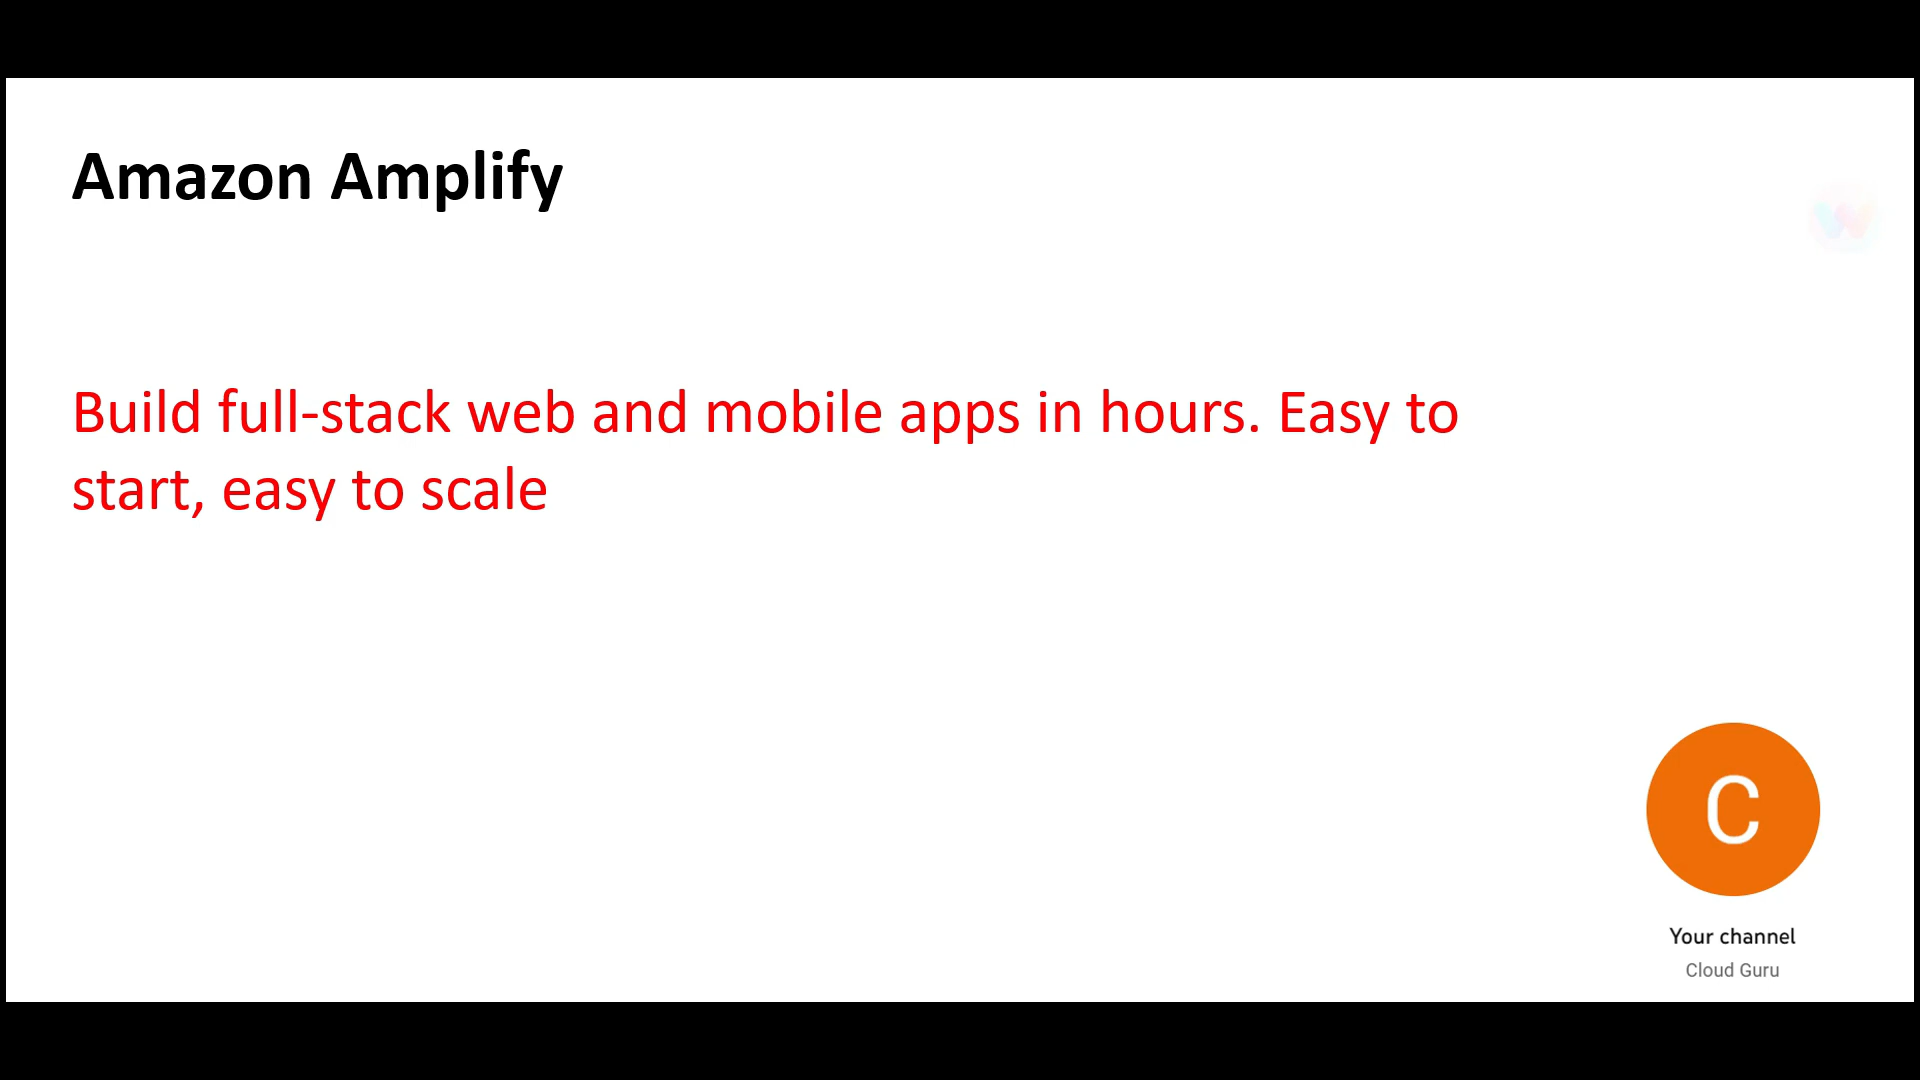 Amazon Amplify
Build full-stack web and mobile apps in hours. Easy to
start, easy to scale
C
Your channel
Cloud Guru